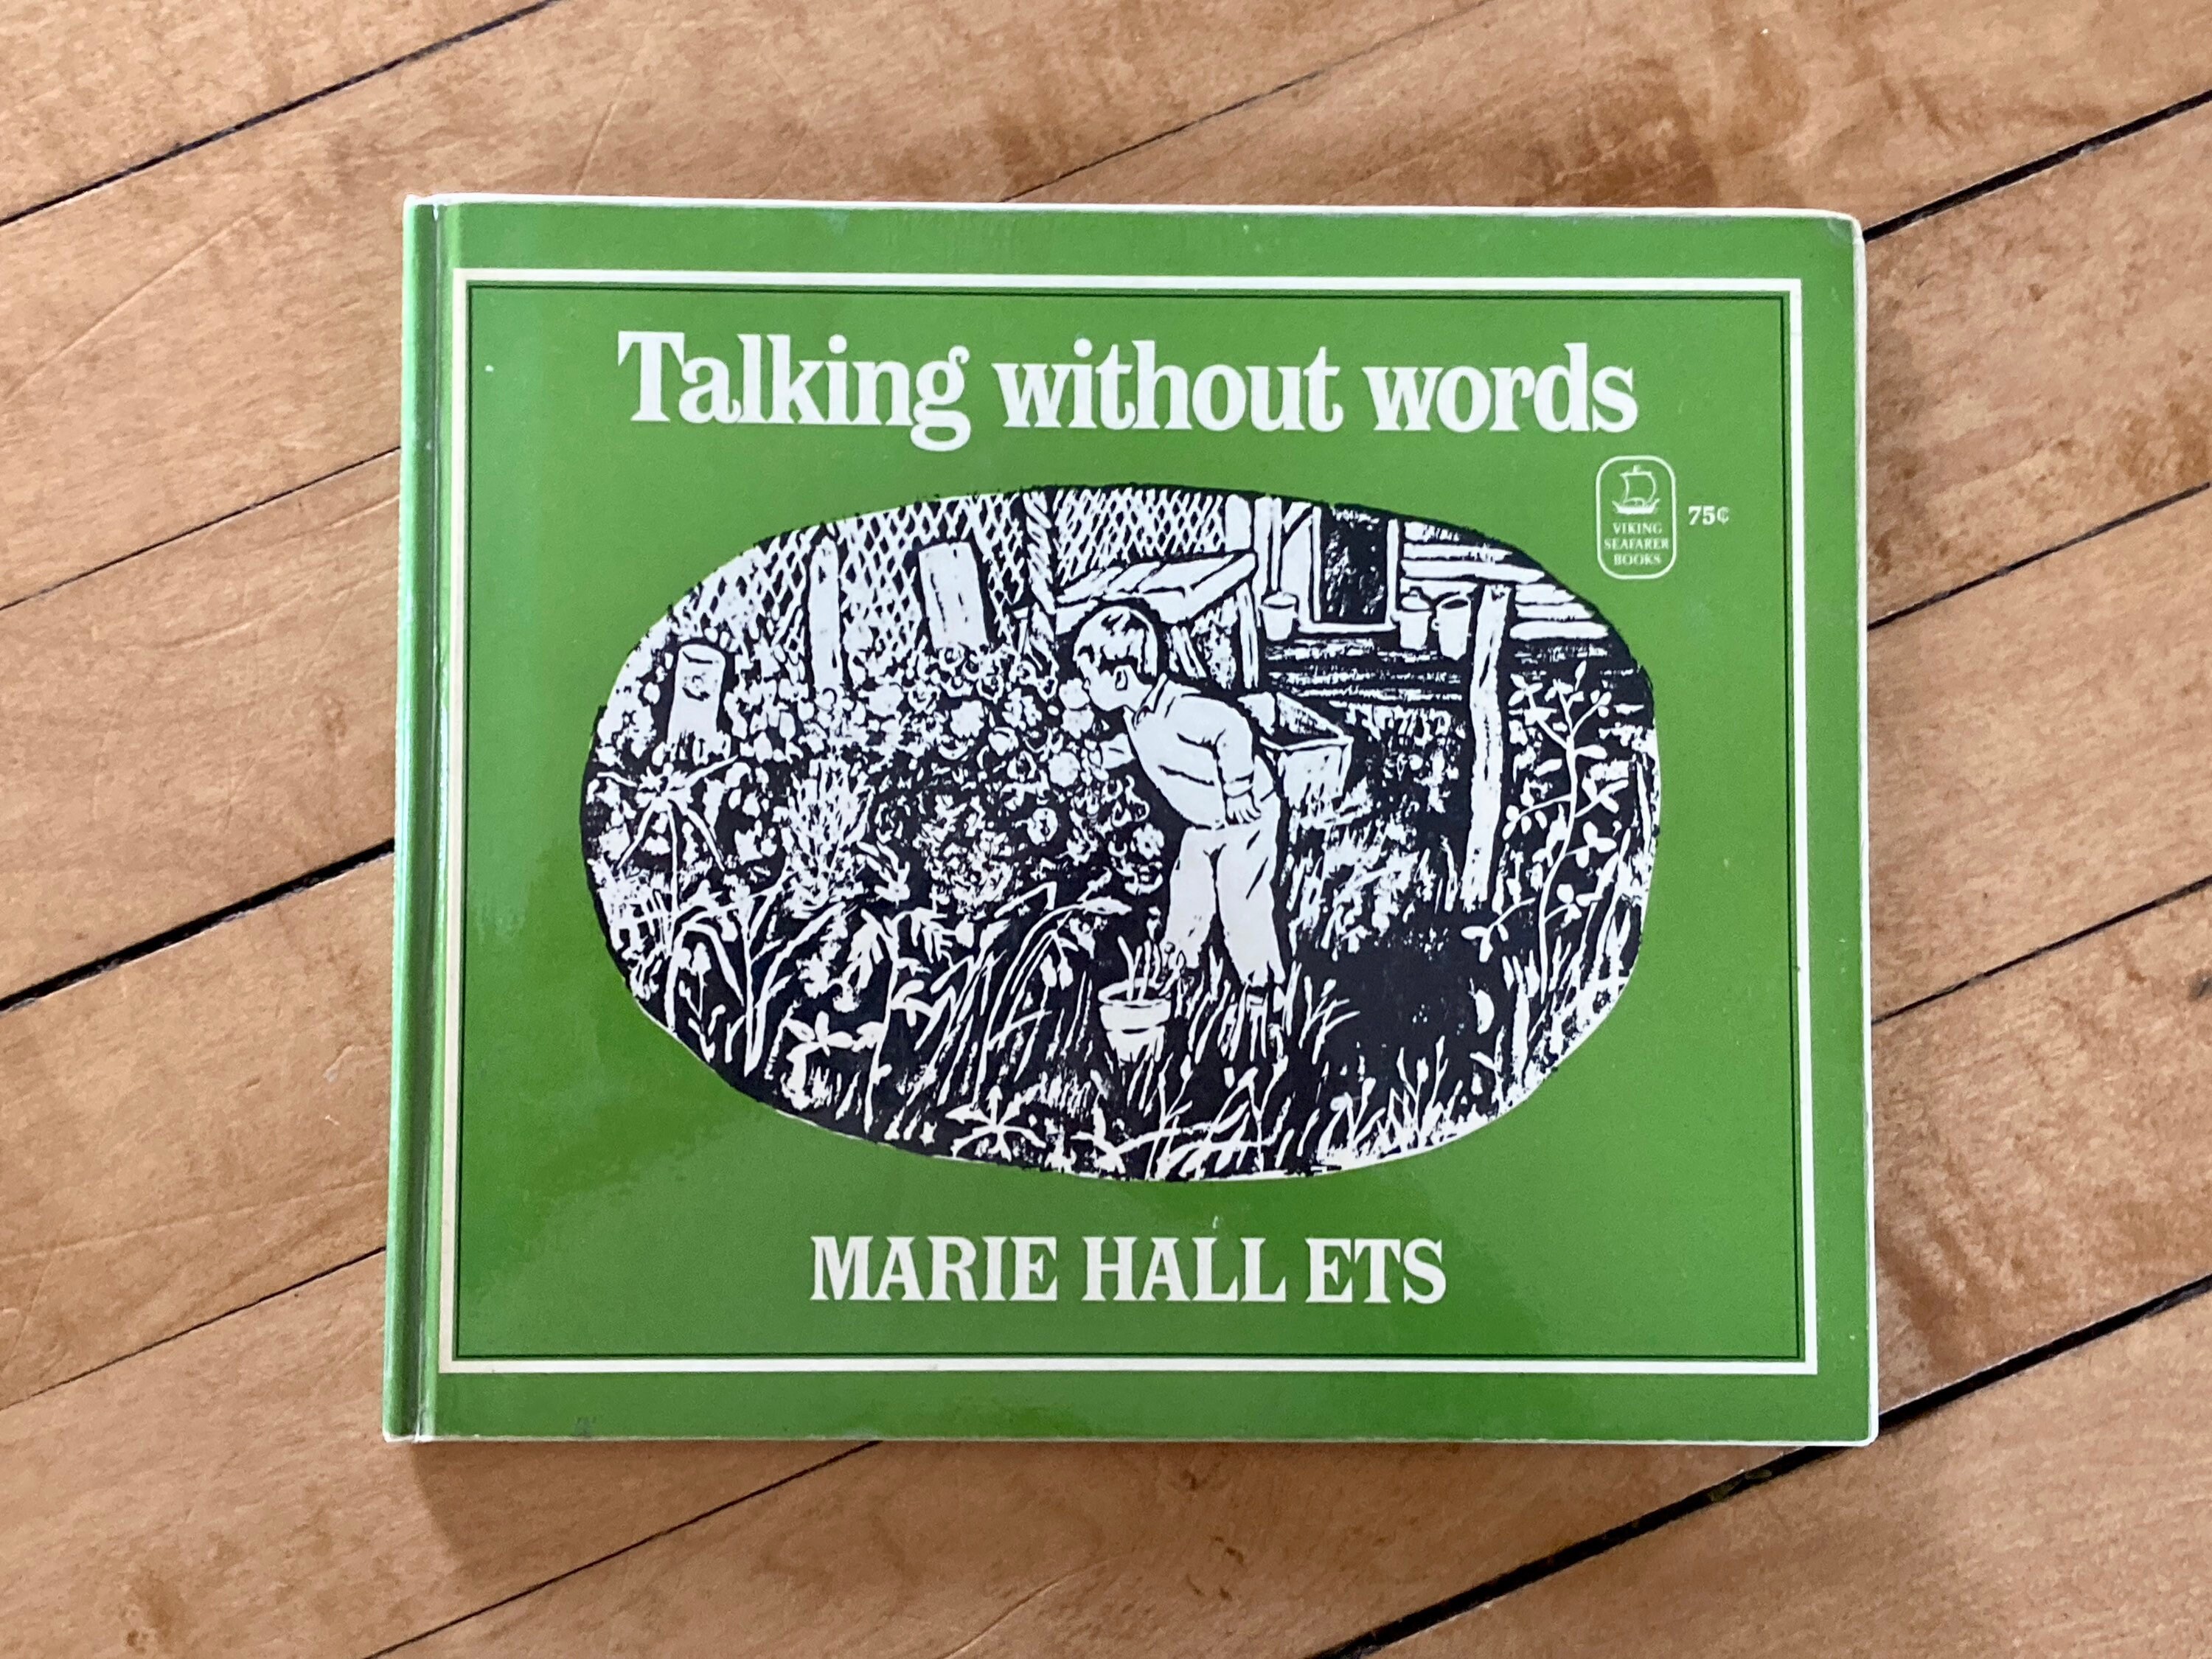 Talking without words
VIKING
SEAFARER
BOOKS
75¢
MARIE HALL ETS